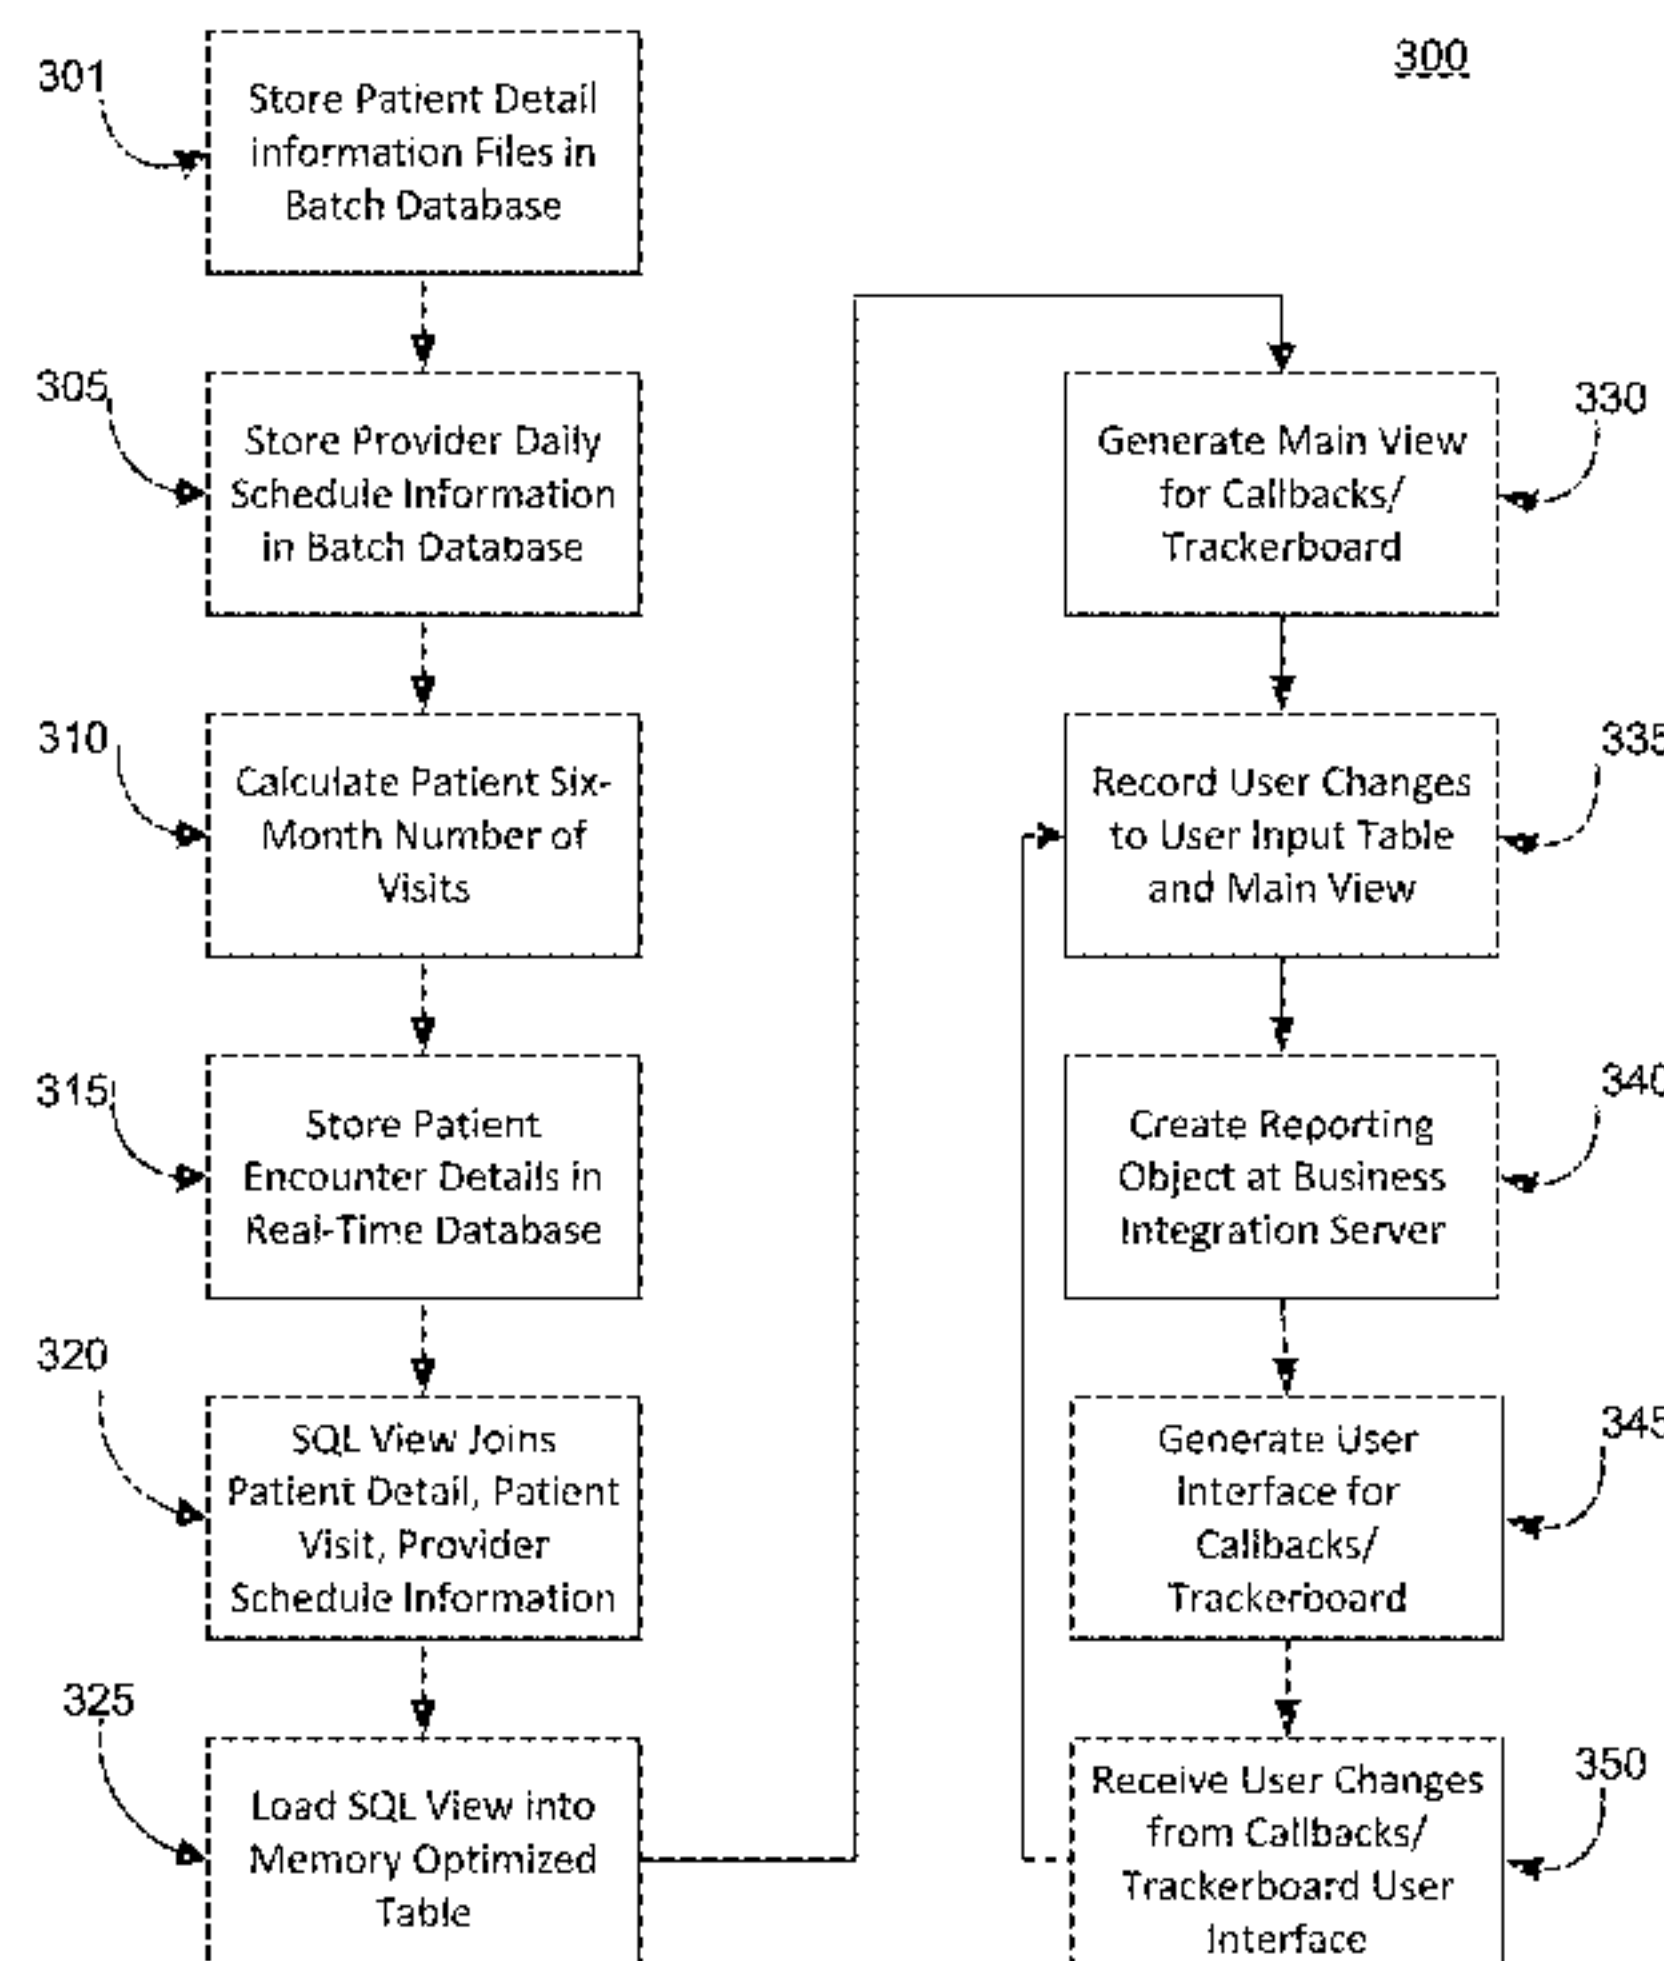 300
301
Store Patient Detail
Information Files in
Batch Database
305
Store Provider Daily
Schedule Information
in Batch Database
310
Calculate Patient Six-
Month Number of
Visits
315
Store Patient
Encounter Details in
Real-Time Database
320
SQL View Joins
Patient Detail, Patient
Visit, Provider
Schedule Information
325
Load SQL View into
Memory Optimized
Table
330
Generate Main View
for Callbacks/
Trackerboard
335
Record User Changes
to User Input Table
and Main View
340
Create Reporting
Object at Business
Integration Server
345
Generate User
Interface for
Callbacks/
Trackerboard
350
Receive User Changes
from Callbacks/
Trackerboard User
Interface